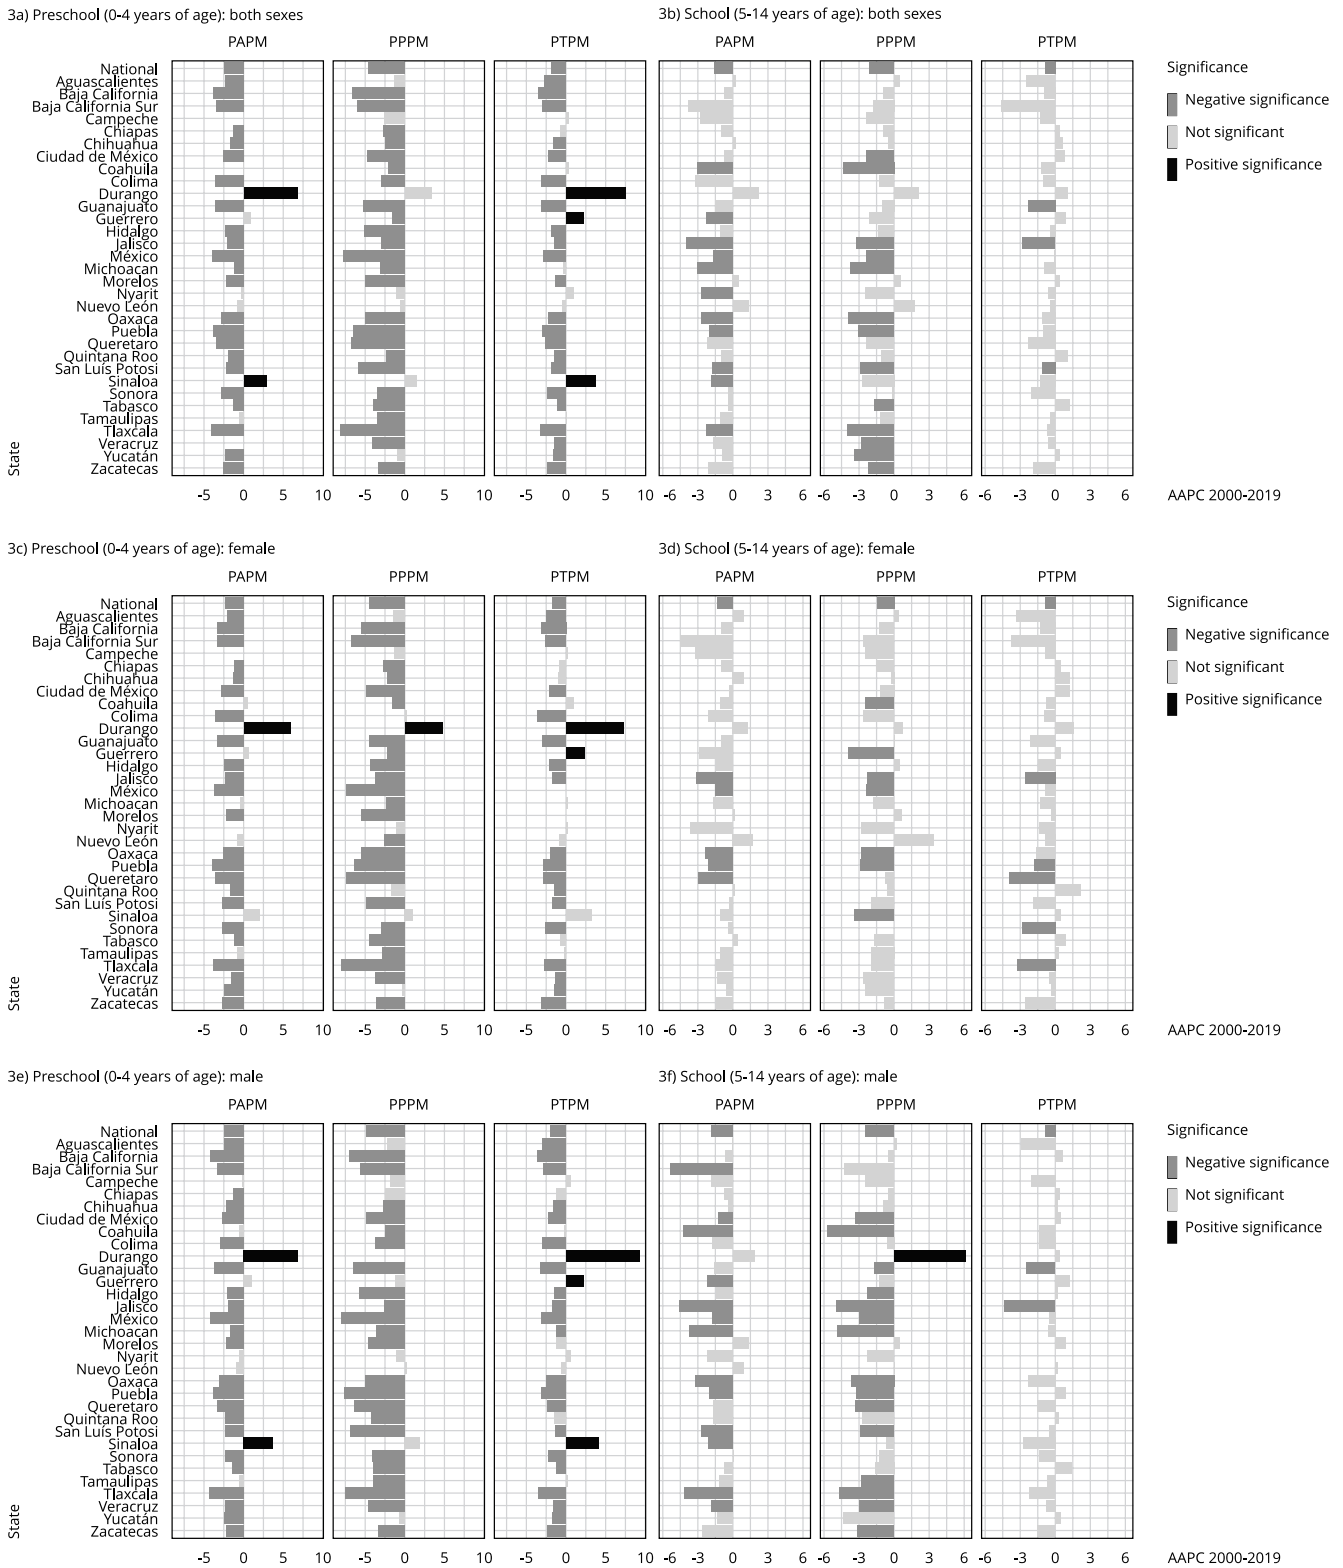 3a) Preschool (0-4 years of age): both sexes
3b) School (5-14 years of age): both sexes
PAPM PPPM PTPM PAPM PPPM PTPM
National
Aguascalientes
Baja California
Baja California Sur
Campeche
Chiapas
Chihuahua
Ciudad de México
Coahuila
Colima
Durango
Guanajuato
Guerrero
Hidalgo
Jalisco
México
Michoacan
Morelos
Nyarit
Nuevo León
Oaxaca
Puebla
Queretaro
Quintana Roo
San Luís Potosi
Sinaloa
Sonora
Tabasco
Tamaulipas
Tlaxcala
Veracruz
Yucatán
Zacatecas
State
-5 0 5 10 -5 0 5 10 -5 0 5 10 -6 -3 0 3 6 -6 -3 0 3 6 -6 -3 0 3 6
AAPC 2000-2019
Significance
Negative significance
Not significant
Positive significance
3c) Preschool (0-4 years of age): female
3d) School (5-14 years of age): female
PAPM PPPM PTPM PAPM PPPM PTPM
National
Aguascalientes
Baja California
Baja California Sur
Campeche
Chiapas
Chihuahua
Ciudad de México
Coahuila
Colima
Durango
Guanajuato
Guerrero
Hidalgo
Jalisco
México
Michoacan
Morelos
Nyarit
Nuevo León
Oaxaca
Puebla
Queretaro
Quintana Roo
San Luís Potosi
Sinaloa
Sonora
Tabasco
Tamaulipas
Tlaxcala
Veracruz
Yucatán
Zacatecas
State
-5 0 5 10 -5 0 5 10 -5 0 5 10 -6 -3 0 3 6 -6 -3 0 3 6 -6 -3 0 3 6
AAPC 2000-2019
Significance
Negative significance
Not significant
Positive significance
3e) Preschool (0-4 years of age): male
3f) School (5-14 years of age): male
PAPM PPPM PTPM PAPM PPPM PTPM
National
Aguascalientes
Baja California
Baja California Sur
Campeche
Chiapas
Chihuahua
Ciudad de México
Coahuila
Colima
Durango
Guanajuato
Guerrero
Hidalgo
Jalisco
México
Michoacan
Morelos
Nyarit
Nuevo León
Oaxaca
Puebla
Queretaro
Quintana Roo
San Luís Potosi
Sinaloa
Sonora
Tabasco
Tamaulipas
Tlaxcala
Veracruz
Yucatán
Zacatecas
State
-5 0 5 10 -5 0 5 10 -5 0 5 10 -6 -3 0 3 6 -6 -3 0 3 6 -6 -3 0 3 6
AAPC 2000-2019
Significance
Negative significance
Not significant
Positive significance